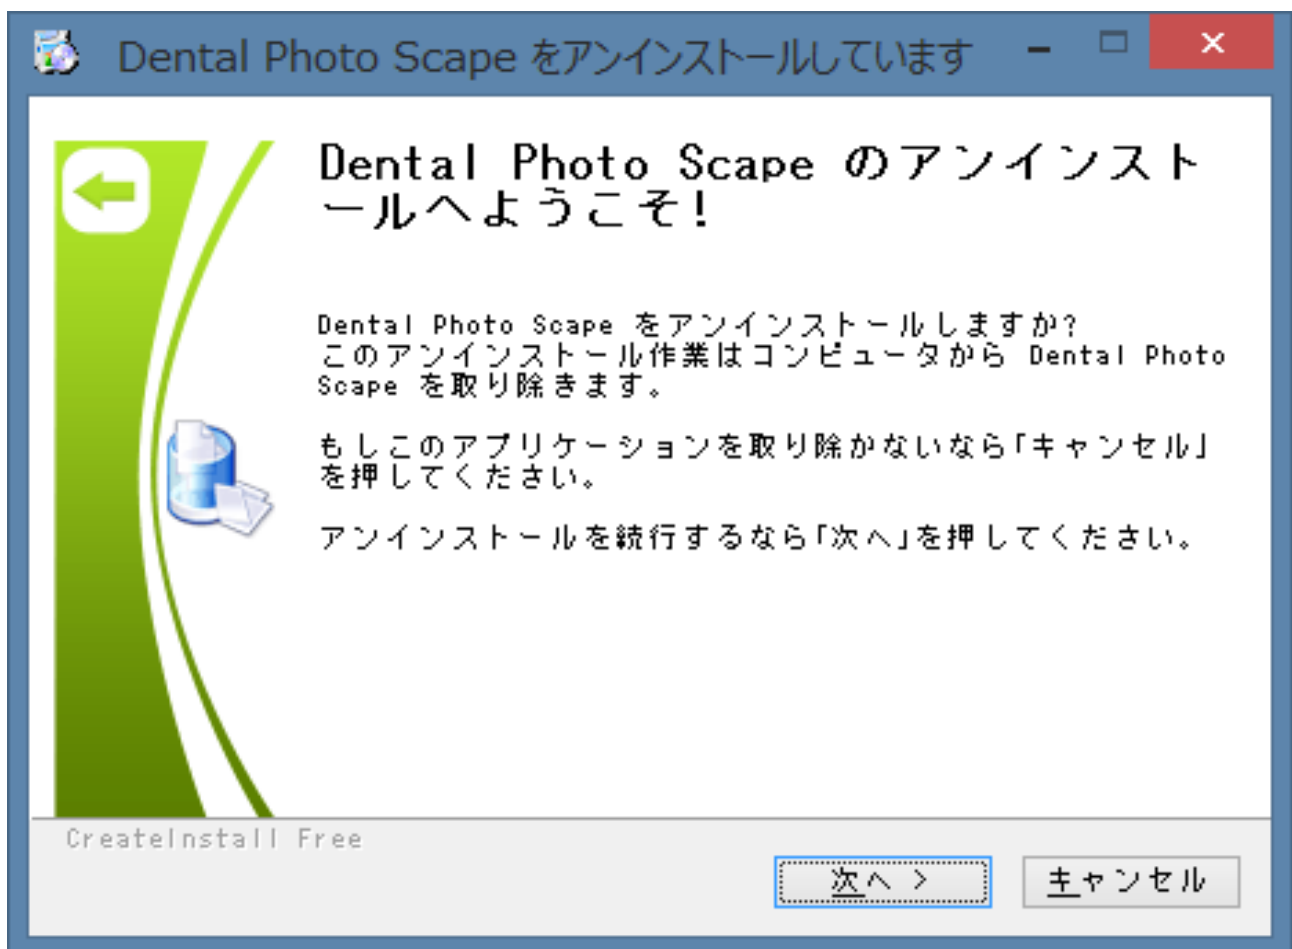 Dental Photo Scape をアンインストールしています
Dental Photo Scape のアンインスト
ールへようこそ!
Dental Photo Scape をアンインストールしますか?
このアンインストール作業はコンピュータから Dental Photo
Scape を取り除きます。
もしこのアプリケーションを取り除かないなら「キャンセル」
を押してください。
アンインストールを続行するなら「次へ」を押してください。
CreateInstall Free
次へ >
キャンセル